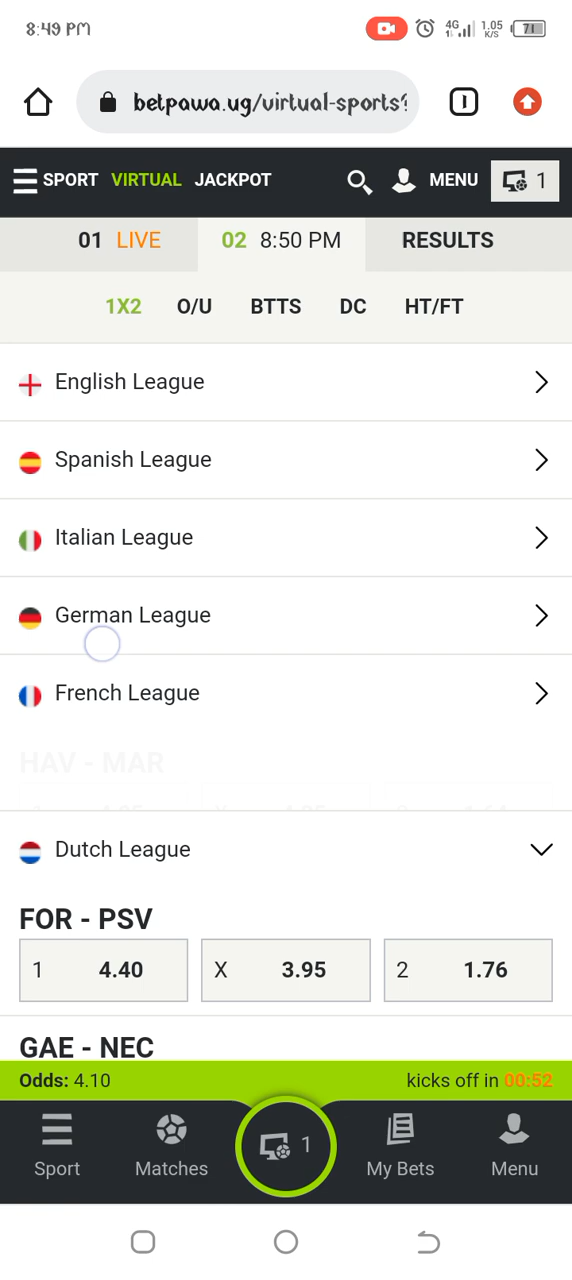 8:49 PM 4G 1.05 K/S 71
betpawa.ug/virtual-sports?
SPORT VIRTUAL JACKPOT MENU 1
01 LIVE 02 8:50 PM RESULTS
1X2 O/U BTTS DC HT/FT
English League
Spanish League
Italian League
German League
French League
HAV - MAR
Dutch League
FOR - PSV
1 4.40 X 3.95 2 1.76
GAE - NEC
Odds: 4.10 kicks off in 00:52
1
Sport Matches My Bets Menu